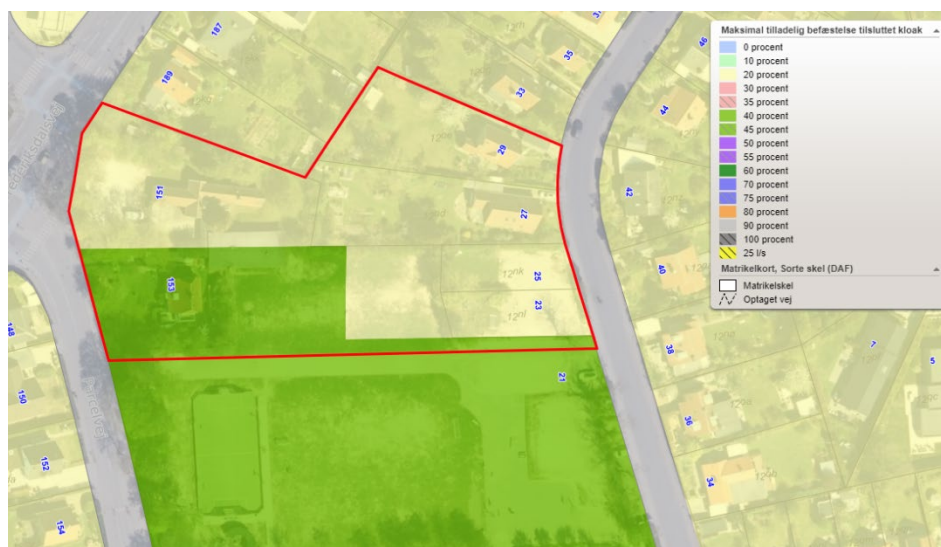 Maksimal tilladelig befæstelse tilsluttet kloak
0 procent
10 procent
20 procent
30 procent
35 procent
40 procent
45 procent
50 procent
55 procent
60 procent
70 procent
75 procent
80 procent
90 procent
100 procent
25 l/s
Matrikelkort, Sorte skel (DAF)
Matrikelskel
Optaget vej
187
189
35
33
46
44
29
151
27
42
40
12nk
25
153
23
12nl
148
38
7
5
21
150
36
152
34
154